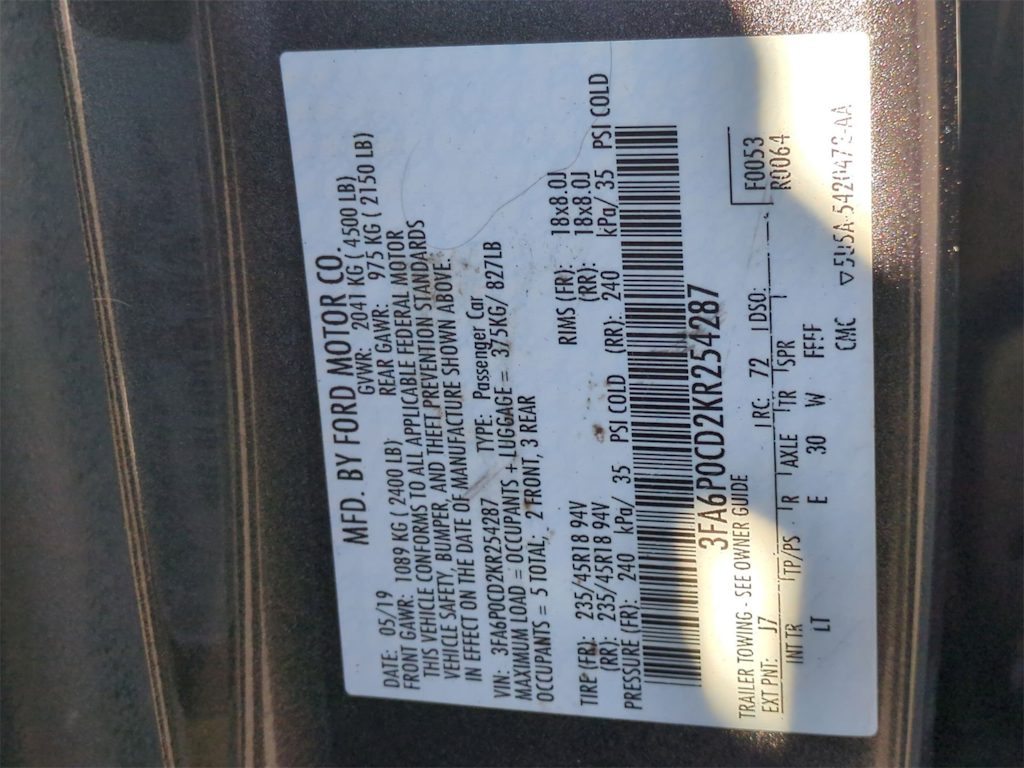 MFD. BY FORD MOTOR CO.
DATE: 05/19 GVWR: 2041 KG ( 4500 LB)
FRONT GAWR: 1089 KG ( 2400 LB) REAR GAWR: 975 KG ( 2150 LB)
THIS VEHICLE CONFORMS TO ALL APPLICABLE FEDERAL MOTOR
VEHICLE SAFETY, BUMPER AND THEFT PREVENTION STANDARDS
IN EFFECT ON THE DATE OF MANUFACTURE SHOWN ABOVE.
VIN: 3FA6P0CD2KR254287 TYPE: Passenger Car
MAXIMUM LOAD = OCCUPANTS + LUGGAGE = 375KG/ 827LB
OCCUPANTS = 5 TOTAL, 2 FRONT, 3 REAR
TIRE (FR): 235/45R18 94V RIMS (FR): 18x8.0J
(RR): 235/45R18 94V (RR): 18x8.0J
PRESSURE (FR): 240 kPa/ 35 PSI COLD (RR): 240 kPa/ 35 PSI COLD
3FA6P0CD2KR254287
TRAILER TOWING - SEE OWNER GUIDE F0053
EXT PNT: J7 RC: 72 DSO: R0064
INT TR TP/PS R AXLE TR SPR
LT E 30 W FFFF
CMC